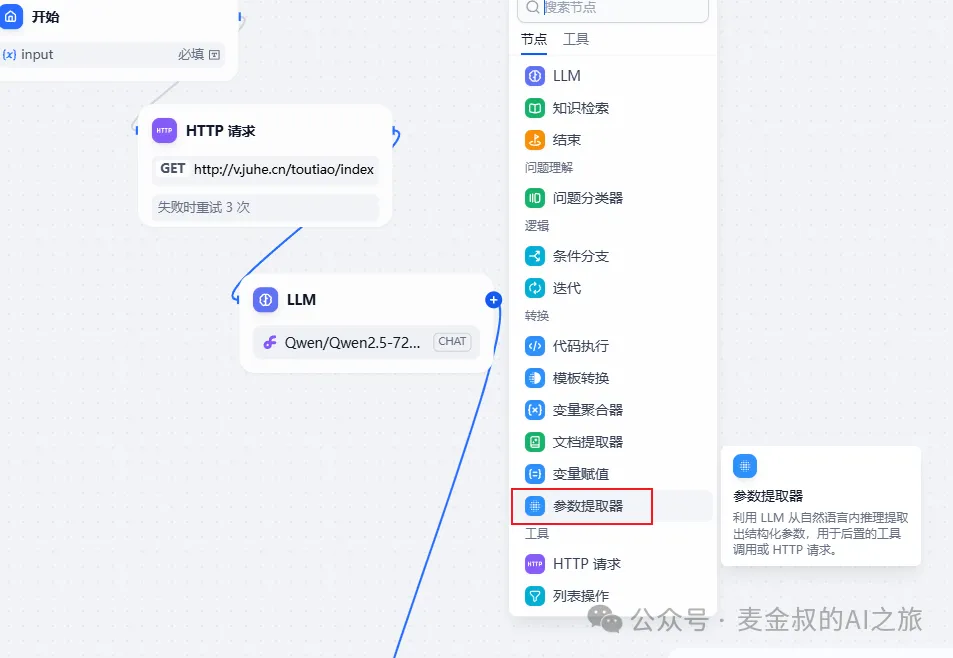 开始
(x) input 必填
HTTP
HTTP 请求
GET http://v.juhe.cn/toutiao/index
失败时重试 3 次
LLM
Qwen/Qwen2.5-72... CHAT
搜索节点
节点 工具
LLM
知识检索
结束
问题理解
问题分类器
逻辑
条件分支
迭代
转换
代码执行
模板转换
变量聚合器
文档提取器
变量赋值
参数提取器
工具
HTTP HTTP 请求
列表操作
参数提取器
利用 LLM 从自然语言内推理提取
出结构化参数，用于后置的工具
调用或 HTTP 请求。
公众号 · 麦金叔的AI之旅